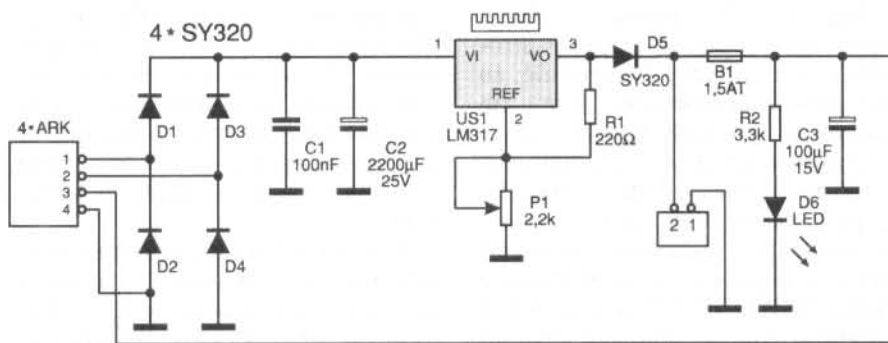 4* SY320
1
VI
VO
3
REF
2
US1
LM317
D5
SY320
B1
1,5AT
R1
220Ω
R2
3,3k
C3
100µF
15V
D1
D3
C1
100nF
C2
2200µF
25V
4*ARK
1
2
3
4
D2
D4
P1
2,2k
2 1
D6
LED